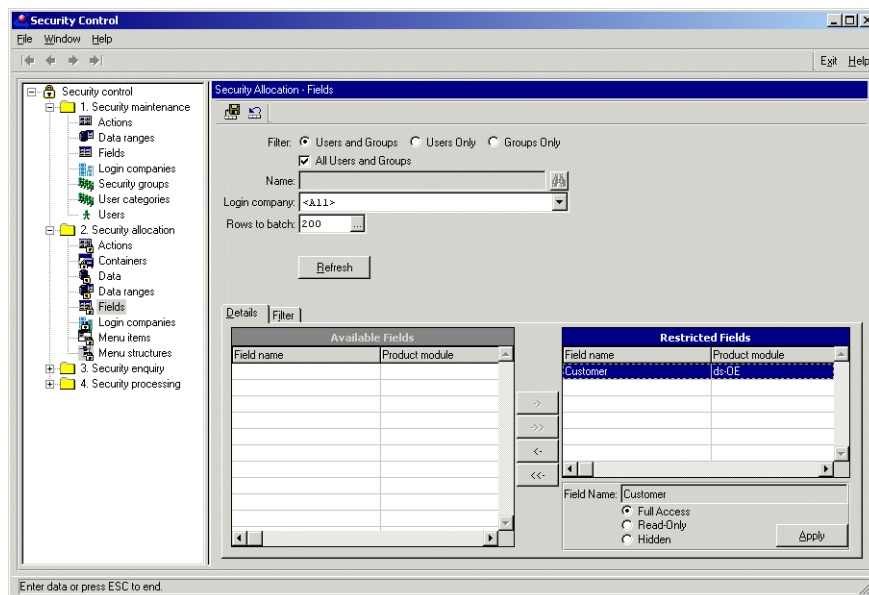 Security Control
File Window Help
Exit Help
Security control
1. Security maintenance
Actions
Data ranges
Fields
Login companies
Security groups
User categories
Users
2. Security allocation
Actions
Containers
Data
Data ranges
Fields
Login companies
Menu items
Menu structures
3. Security enquiry
4. Security processing
Security Allocation - Fields
Filter: Users and Groups Users Only Groups Only
All Users and Groups
Name:
Login company: <All>
Rows to batch: 200 ...
Refresh
Details Filter
Available Fields
Field name Product module
->
->>
<-
<<-
Restricted Fields
Field name Product module
Customer ds-OE
Field Name: Customer
Full Access
Read-Only
Hidden
Apply
Enter data or press ESC to end.